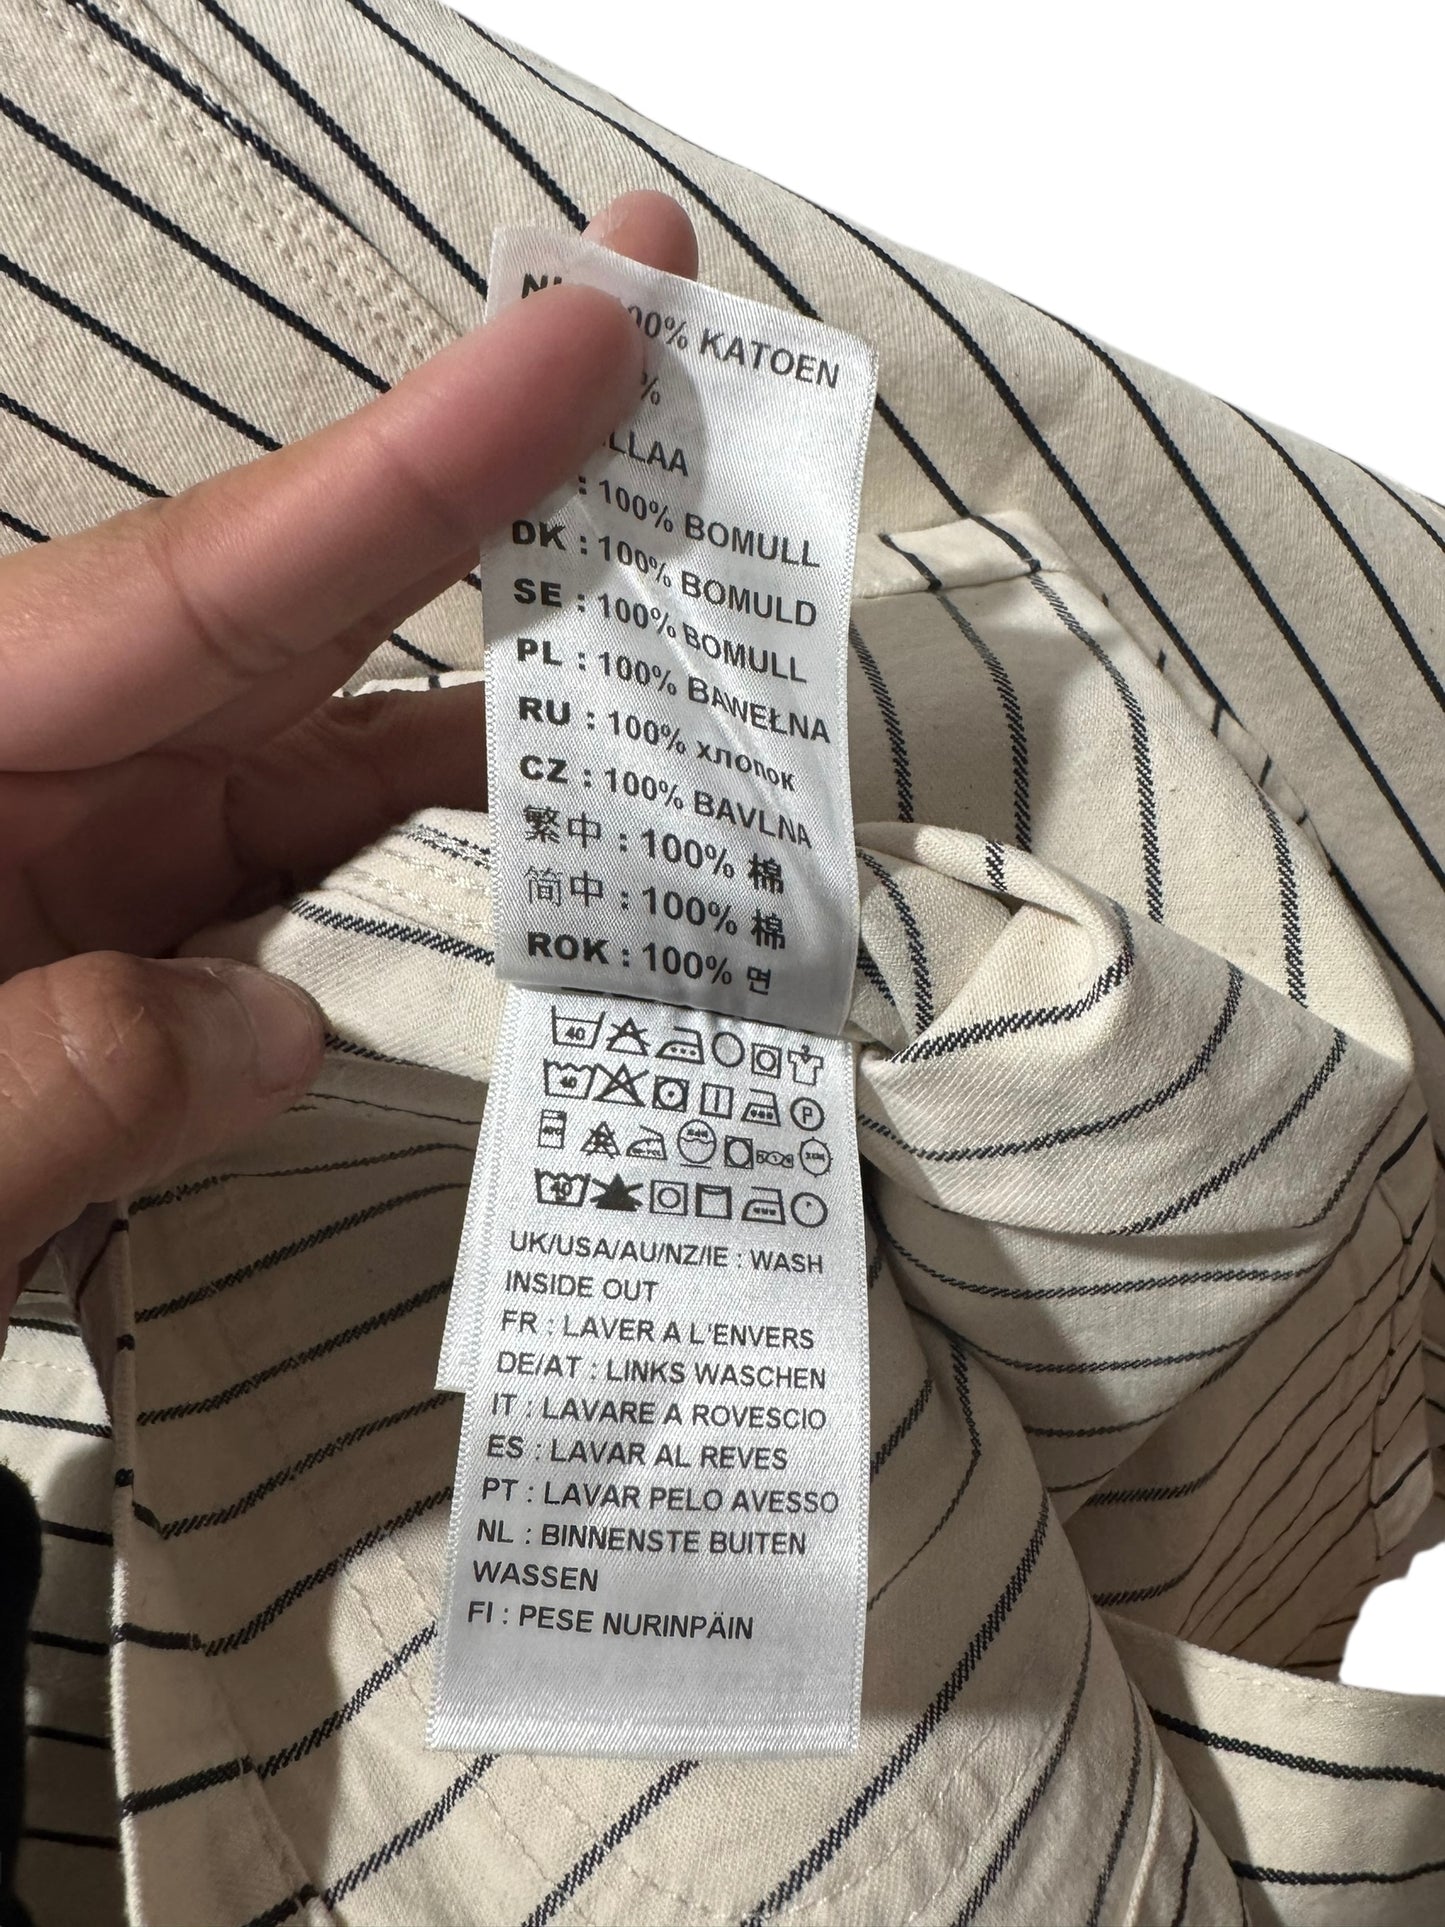 100% KATOEN
%
LLAA
: 100% BOMULL
DK : 100% BOMULD
SE : 100% BOMULL
PL : 100% BAWEŁNA
RU : 100% хлопок
CZ : 100% BAVLNA
繁中 : 100% 棉
简中 : 100% 棉
ROK : 100% 면
40
40 P
40
UK/USA/AU/NZ/IE : WASH
INSIDE OUT
FR : LAVER A L'ENVERS
DE/AT : LINKS WASCHEN
IT : LAVARE A ROVESCIO
ES : LAVAR AL REVES
PT : LAVAR PELO AVESSO
NL : BINNENSTE BUITEN
WASSEN
FI : PESE NURINPÄIN